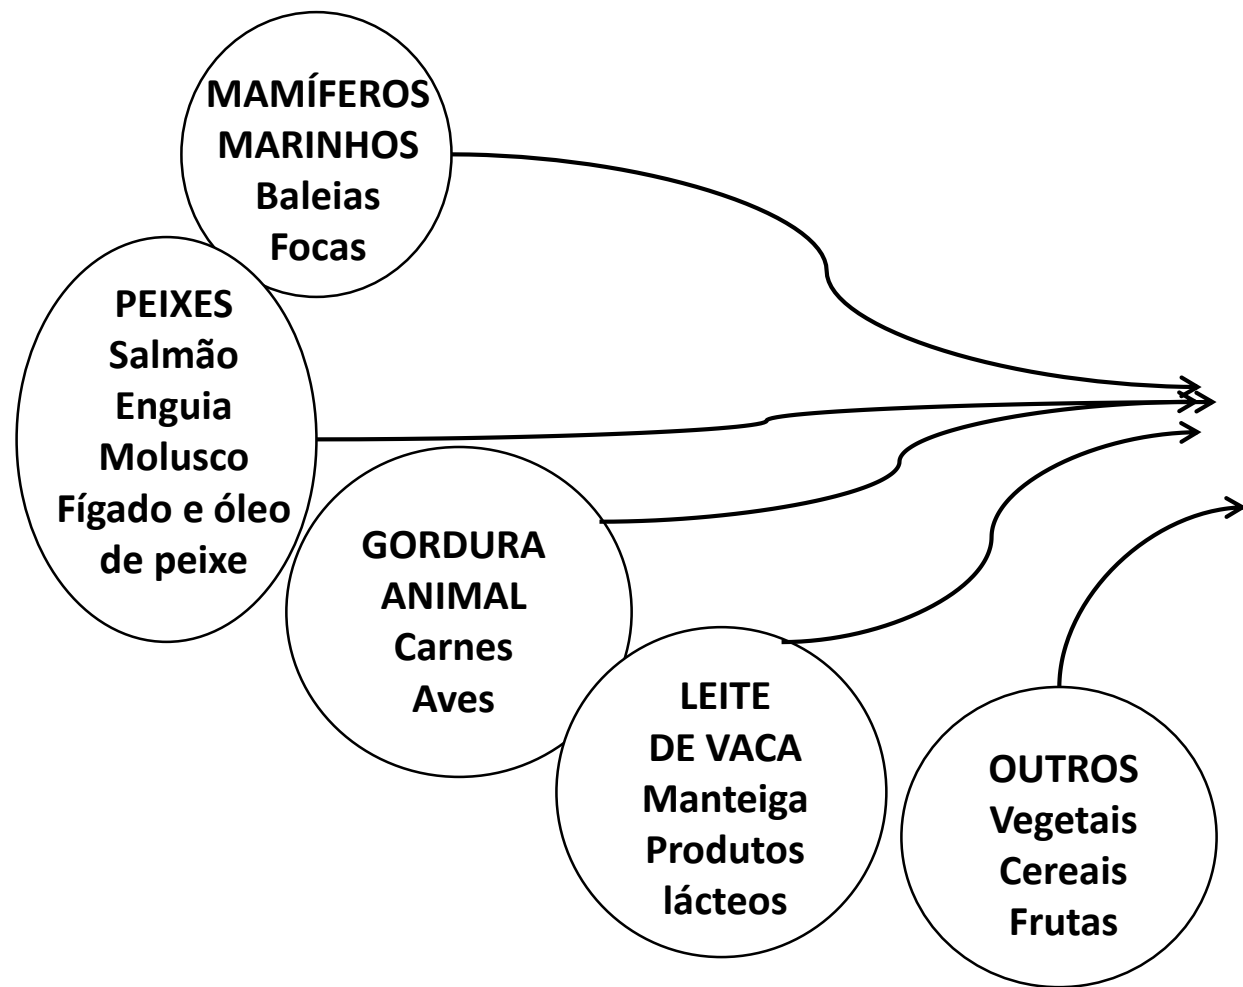 MAMÍFEROS
MARINHOS
Baleias
Focas
PEIXES
Salmão
Enguia
Molusco
Fígado e óleo
de peixe
GORDURA
ANIMAL
Carnes
Aves
LEITE
DE VACA
Manteiga
Produtos
lácteos
OUTROS
Vegetais
Cereais
Frutas